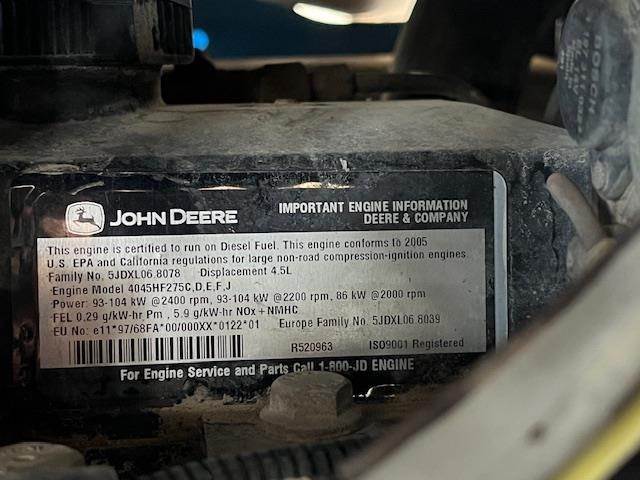 JOHN DEERE
IMPORTANT ENGINE INFORMATION
DEERE & COMPANY
This engine is certified to run on Diesel Fuel. This engine conforms to 2005
U.S. EPA and California regulations for large non-road compression-ignition engines.
Family No. 5JDXL06.8078 Displacement 4.5L
Engine Model 4045HF275C,D,E,F,J
Power: 93-104 kW @2400 rpm, 93-104 kW @2200 rpm, 86 kW @2000 rpm
FEL 0.29 g/kW-hr Pm , 5.9 g/kW-hr NOx+NMHC
EU No: e11*97/68FA*00/000XX*0122*01 Europe Family No. 5JDXL06.8039
R520963 ISO9001 Registered
For Engine Service and Parts Call 1-800-JD ENGINE
BOSCH